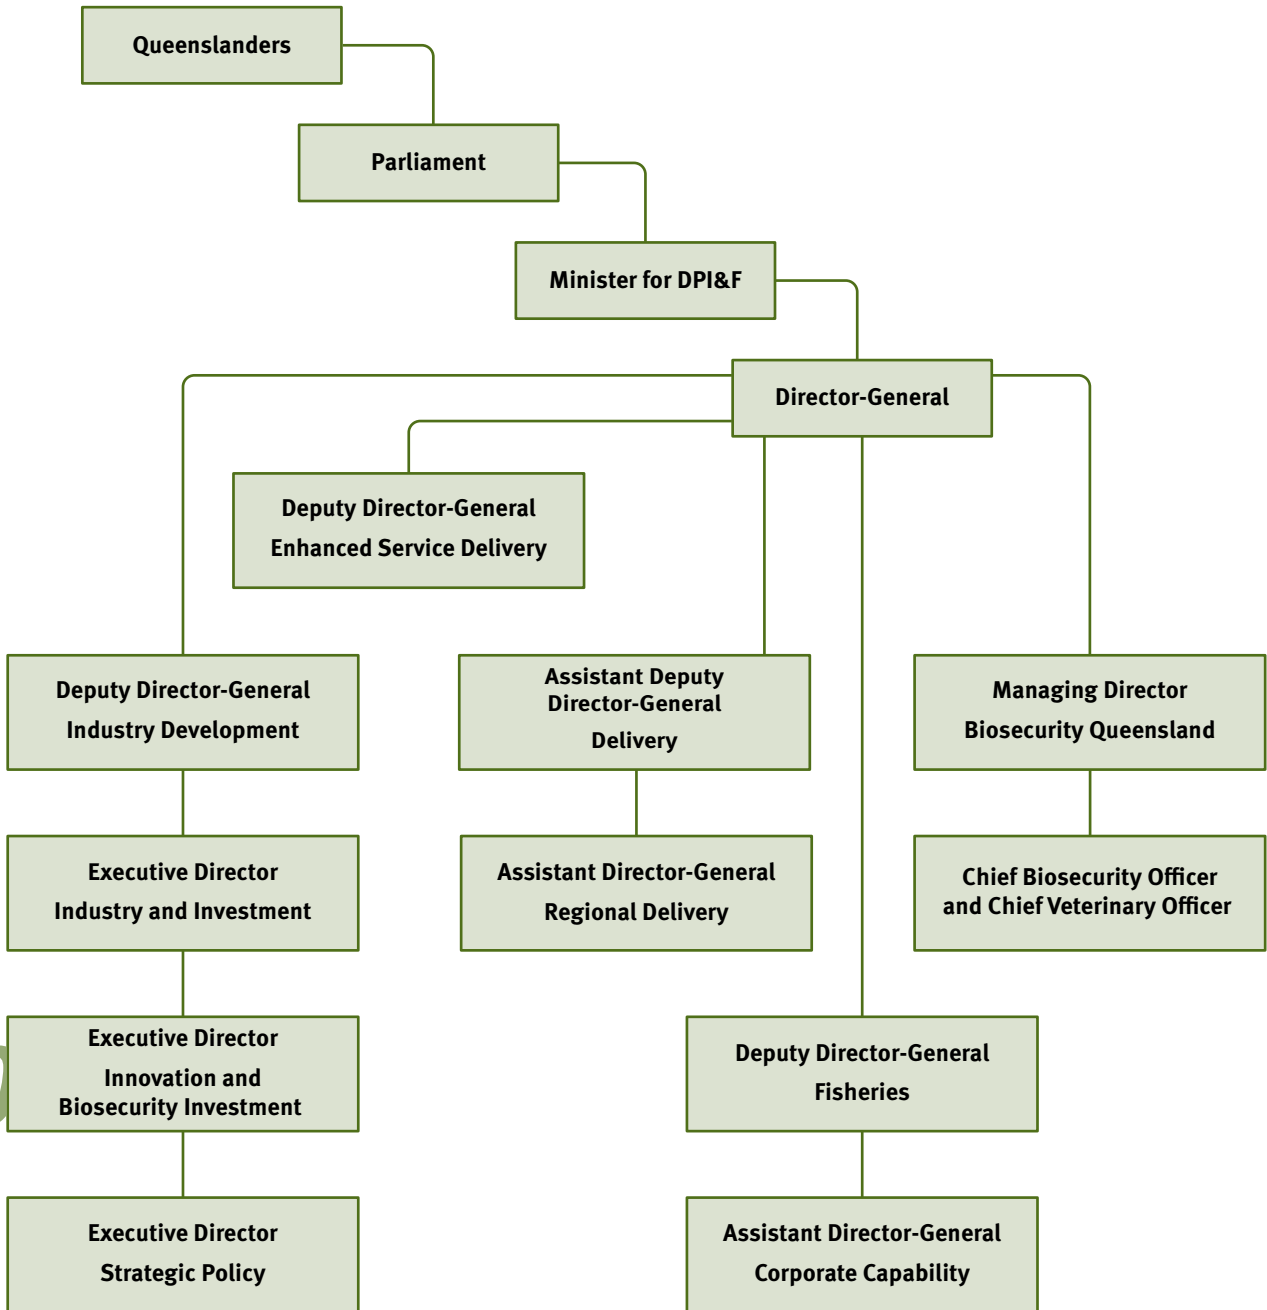 Queenslanders
Parliament
Minister for DPI&F
Director-General
Deputy Director-General
Enhanced Service Delivery
Deputy Director-General
Industry Development
Assistant Deputy
Director-General
Delivery
Managing Director
Biosecurity Queensland
Executive Director
Industry and Investment
Assistant Director-General
Regional Delivery
Chief Biosecurity Officer
and Chief Veterinary Officer
Executive Director
Innovation and
Biosecurity Investment
Deputy Director-General
Fisheries
Executive Director
Strategic Policy
Assistant Director-General
Corporate Capability